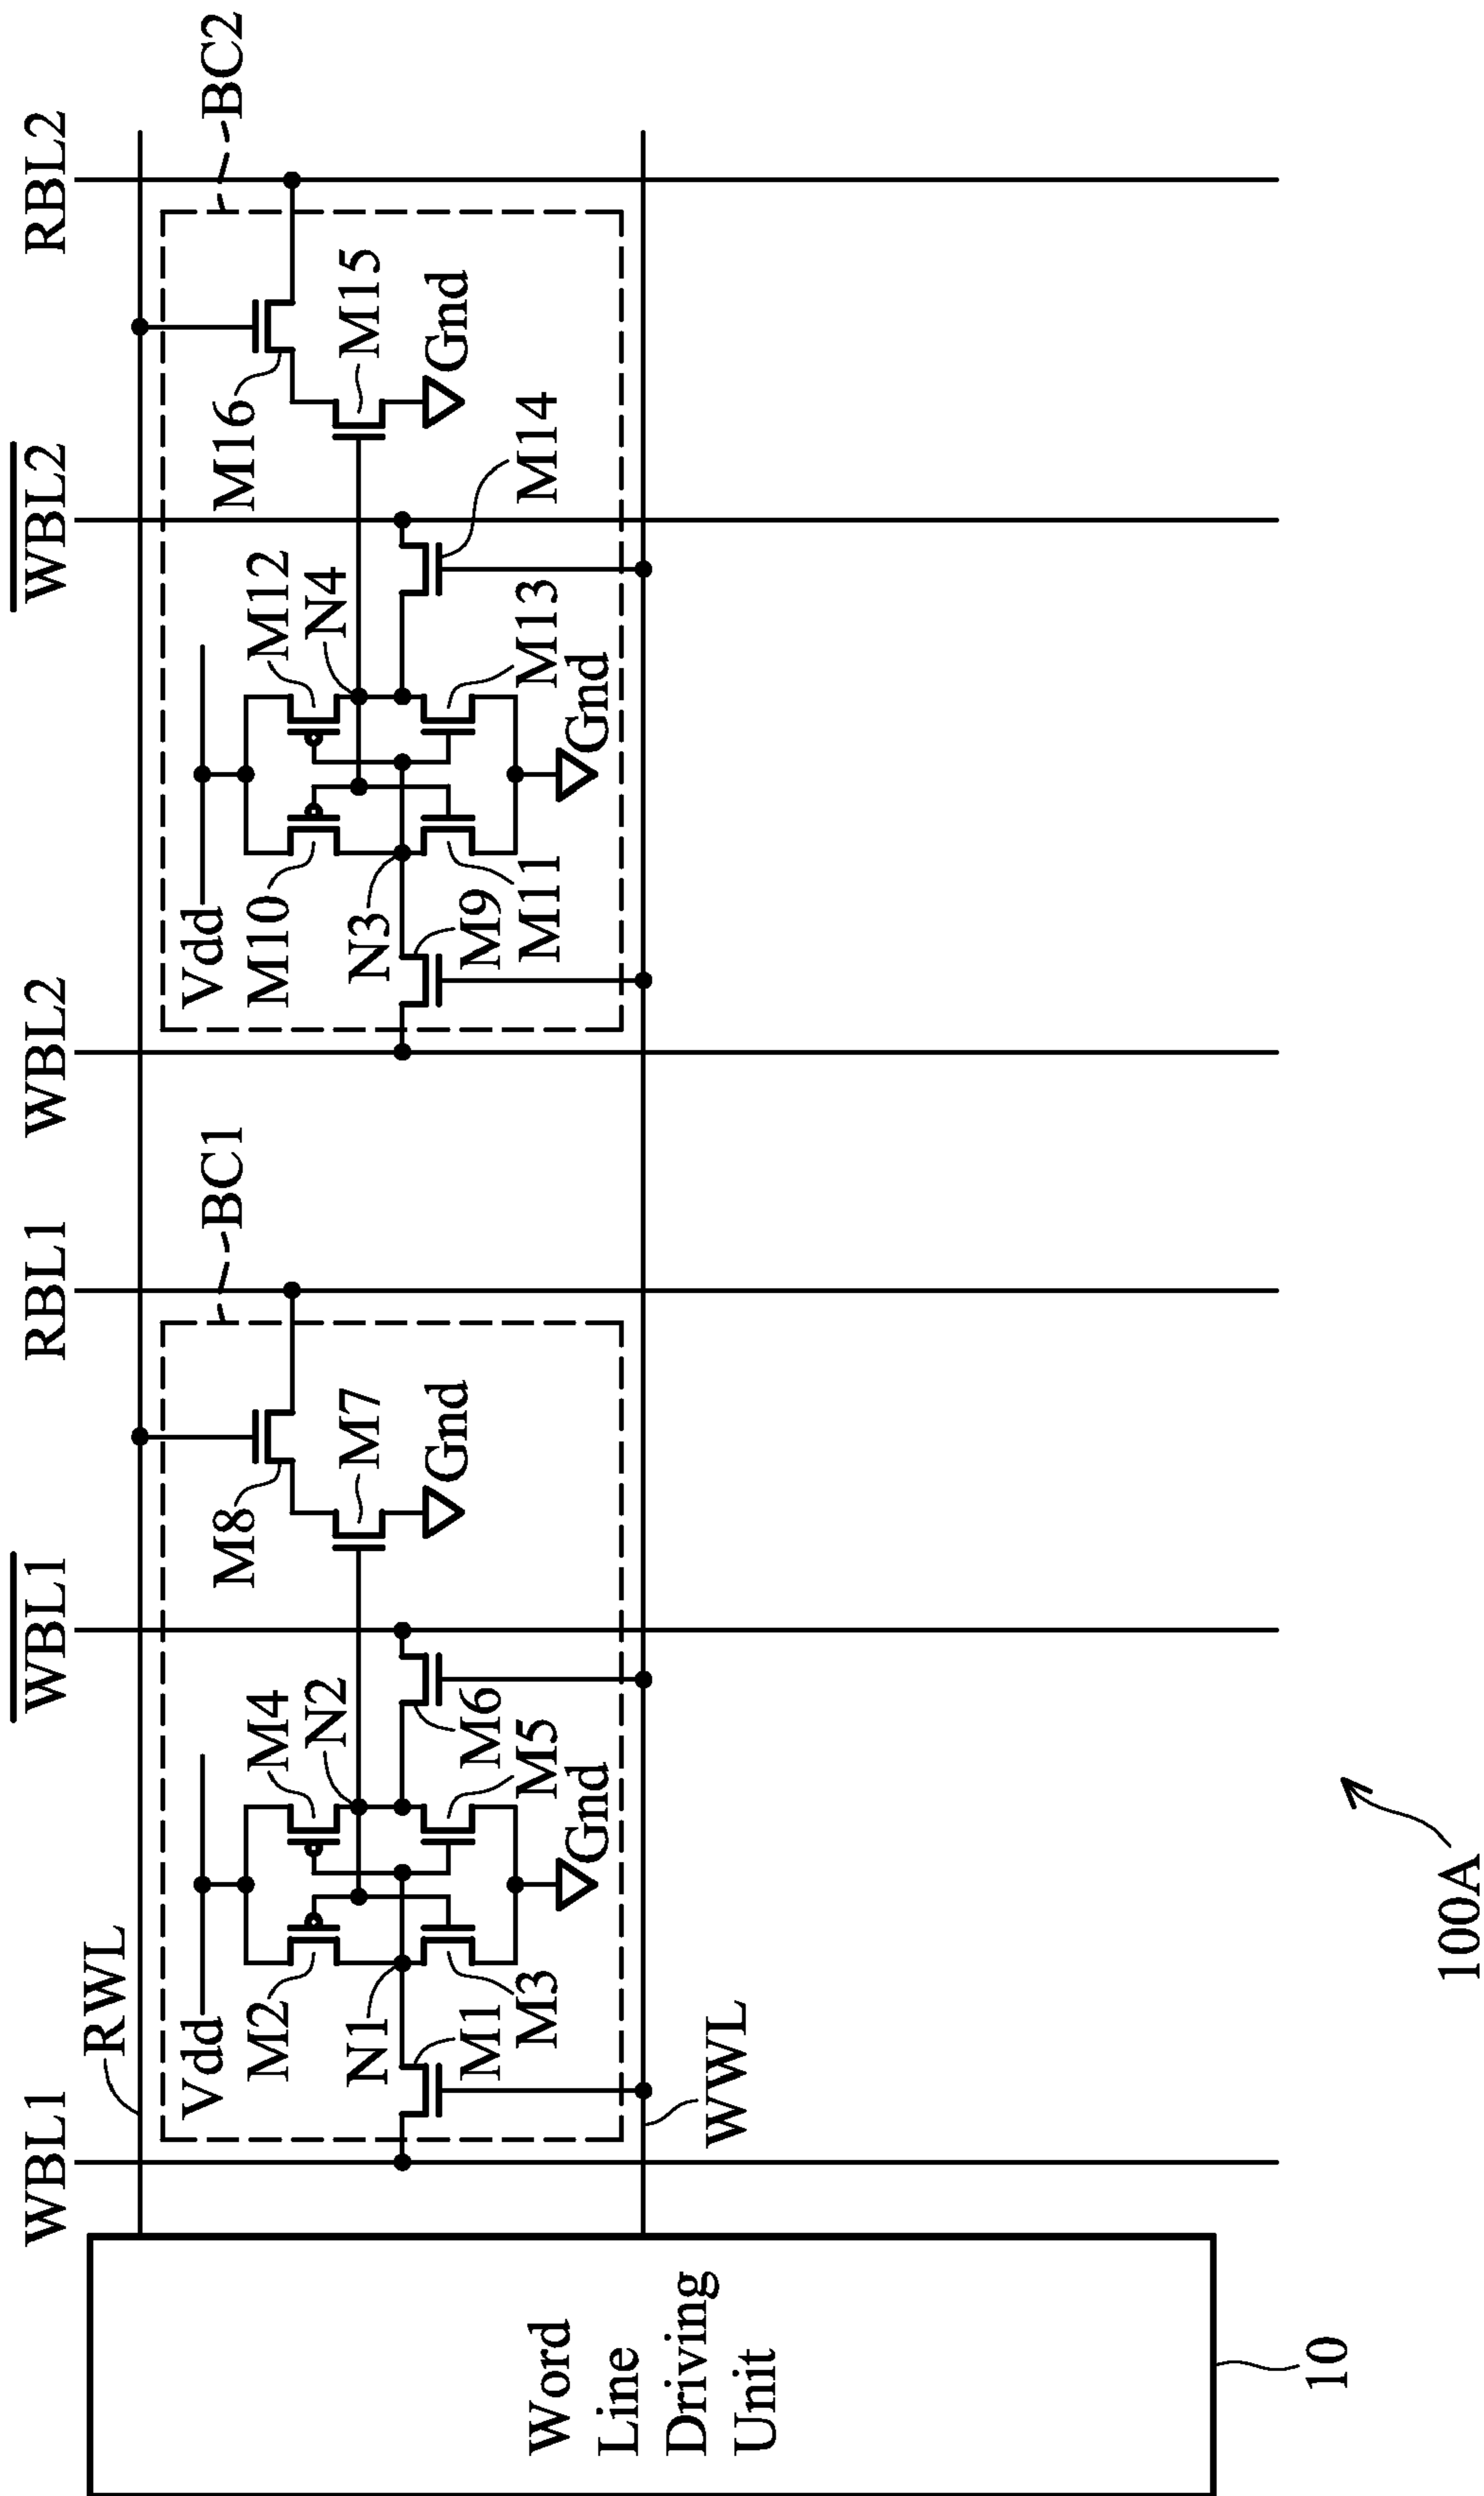 WBL1
RWL
W̅B̅L̅1̅
RBL1
WBL2
W̅B̅L̅2̅
RBL2
BC1
BC2
Vdd
M2
M4
N1
N2
M1
M3
M5
M6
M7
M8
Gnd
Gnd
WWL
Vdd
M10
M12
N3
N4
M9
M11
M13
M14
M15
M16
Gnd
Gnd
Word
Line
Driving
Unit
10
100A